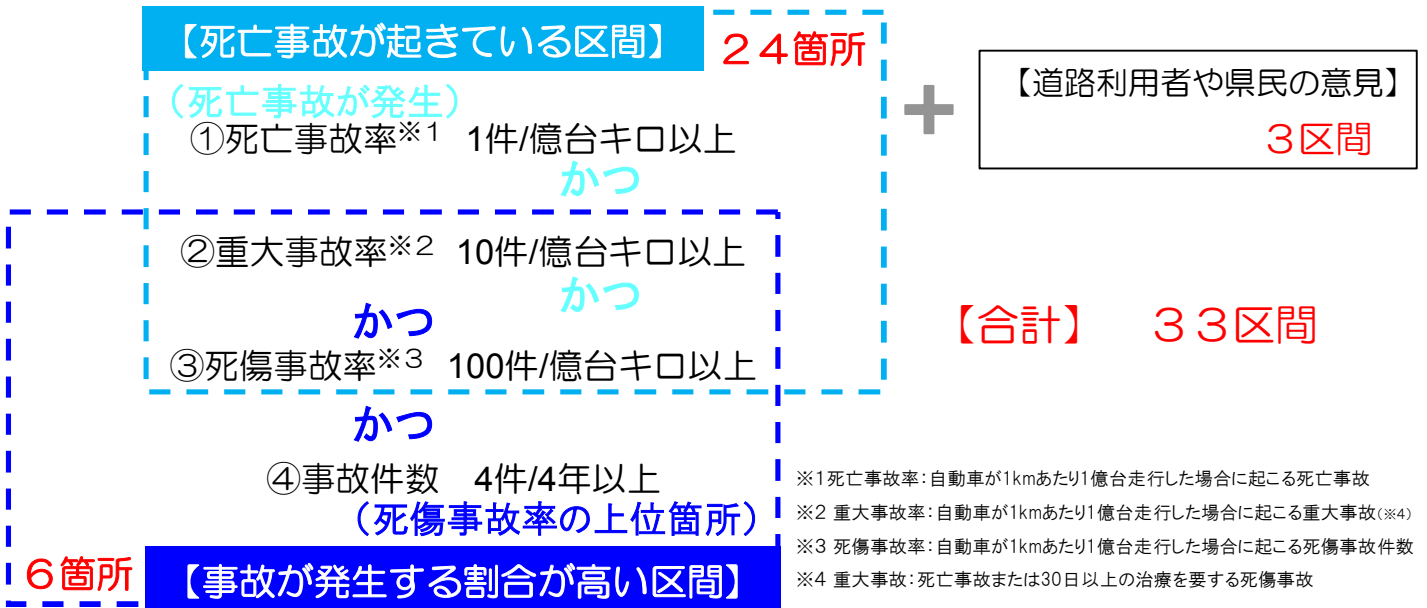 【死亡事故が起きている区間】
２４箇所
（死亡事故が発生）
①死亡事故率※1 1件/億台キロ以上
かつ
②重大事故率※2 10件/億台キロ以上
かつ
かつ
③死傷事故率※3 100件/億台キロ以上
かつ
④事故件数 4件/4年以上
（死傷事故率の上位箇所）
６箇所
【事故が発生する割合が高い区間】
＋
【道路利用者や県民の意見】
３区間
【合計】 ３３区間
※1死亡事故率：自動車が1kmあたり1億台走行した場合に起こる死亡事故
※2 重大事故率：自動車が1kmあたり1億台走行した場合に起こる重大事故(※4)
※3 死傷事故率：自動車が1kmあたり1億台走行した場合に起こる死傷事故件数
※4 重大事故：死亡事故または30日以上の治療を要する死傷事故